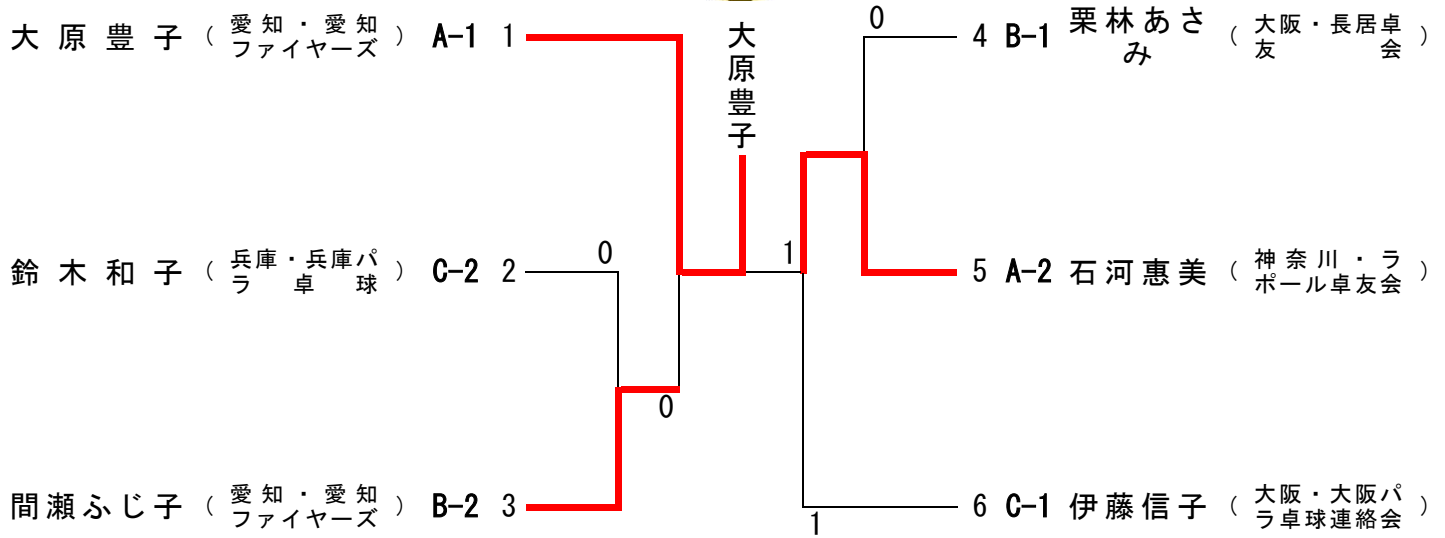 大原豊子（愛知・愛知ファイヤーズ） A-1 1
大原豊子
0
4 B-1 栗林あさみ（大阪・長居卓友会）
鈴木和子（兵庫・兵庫パラ卓球） C-2 2
0
1
5 A-2 石河惠美（神奈川・ラポール卓友会）
0
間瀬ふじ子（愛知・愛知ファイヤーズ） B-2 3
1
6 C-1 伊藤信子（大阪・大阪パラ卓球連絡会）